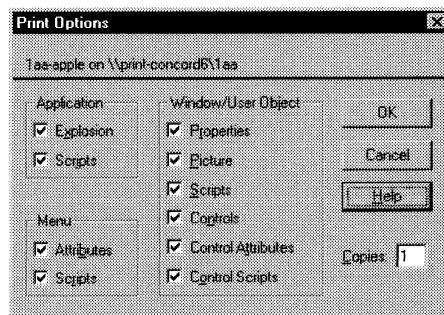 Print Options
1aa-apple on \\print-concord6\1aa
Application
Explosion
Scripts
Menu
Attributes
Scripts
Window/User Object
Properties
Picture
Scripts
Controls
Control Attributes
Control Scripts
OK
Cancel
Help
Copies: 1